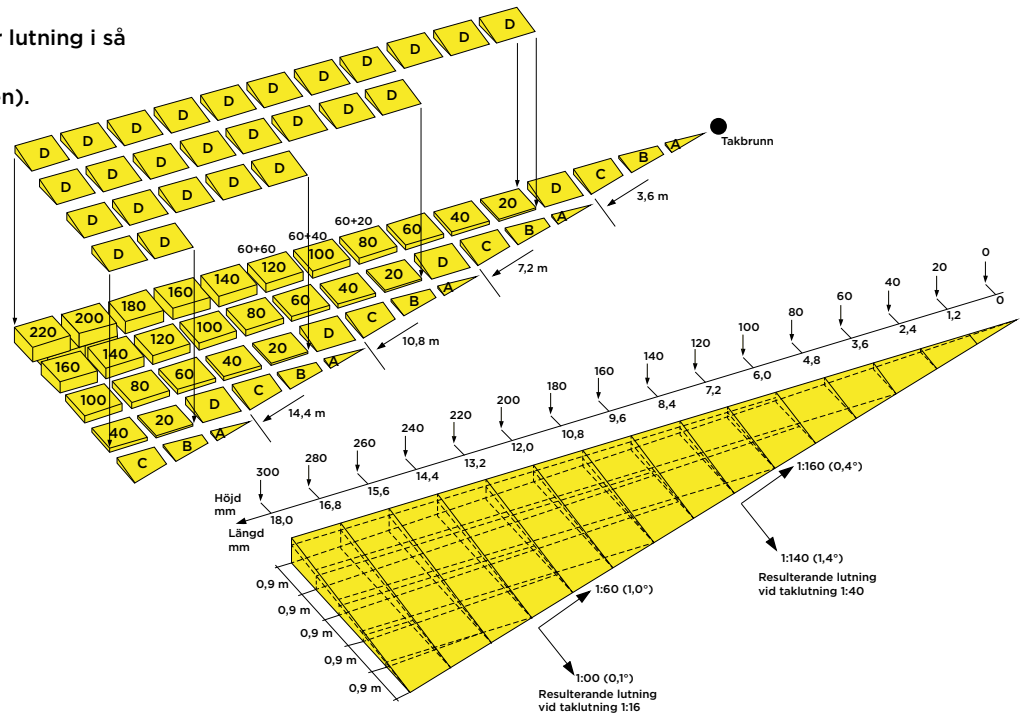 r lutning i så
en).
D D D D D D D D D D D
D D D D D D D D
D D D D D
D D
Takbrunn
220 200 180 160 140 120 100 80 60 40 20 D C B A
60+60
60+40
60+20
3,6 m
160 140 120 100 80 60 40 20 D C B A
7,2 m
100 80 60 40 20 D C B A
10,8 m
40 20 D C B A
14,4 m
C B A
0
20
40
60
80
100
120
140
160
180
200
220
240
260
280
300
0
1,2
2,4
3,6
4,8
6,0
7,2
8,4
9,6
10,8
12,0
13,2
14,4
15,6
16,8
18,0
Höjd
mm
Längd
mm
0,9 m
0,9 m
0,9 m
0,9 m
0,9 m
1:160 (0,4°)
1:140 (1,4°)
Resulterande lutning
vid taklutning 1:40
1:60 (1,0°)
1:00 (0,1°)
Resulterande lutning
vid taklutning 1:16